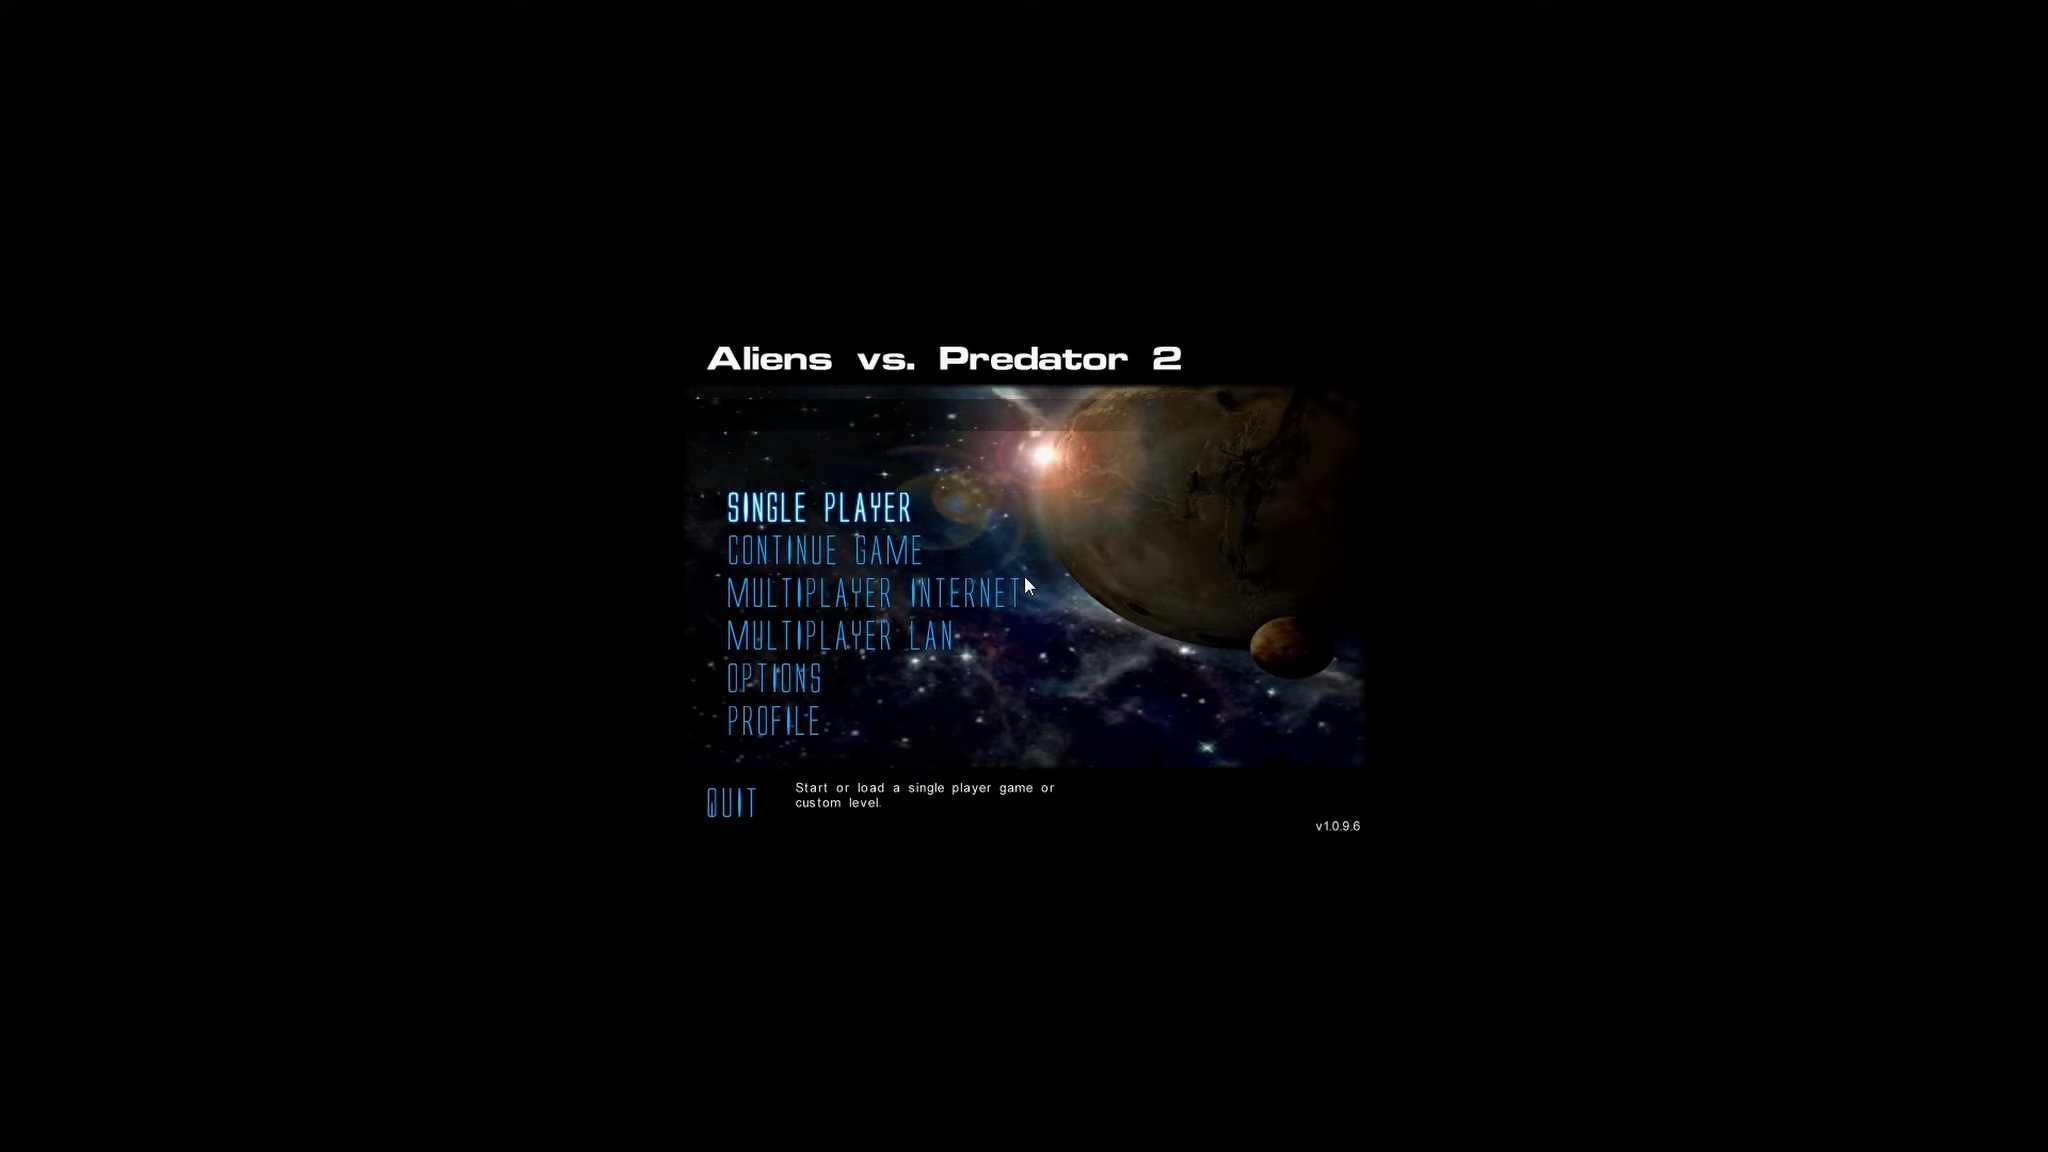 Aliens vs. Predator 2
SINGLE PLAYER
CONTINUE GAME
MULTIPLAYER INTERNET
MULTIPLAYER LAN
OPTIONS
PROFILE
QUIT
Start or load a single player game or
custom level.
v1.0.9.6